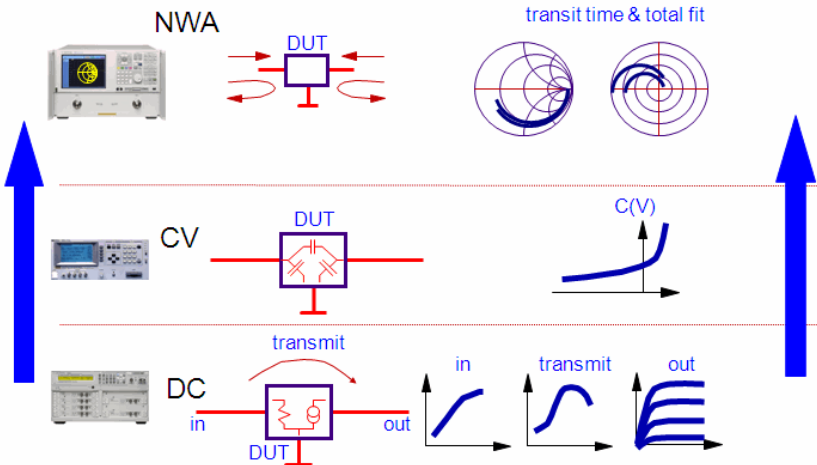 NWA
DUT
transit time & total fit
CV
DUT
C(V)
DC
transmit
in
DUT
out
in
transmit
out